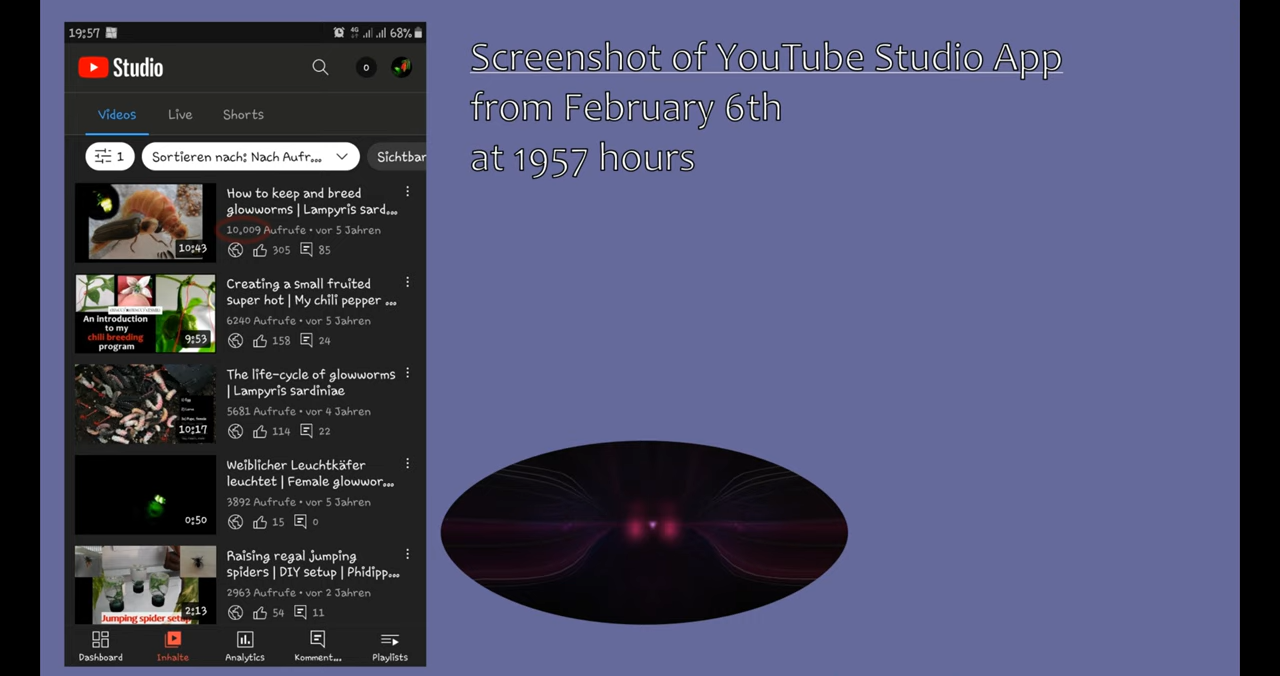 19:57
4G
68%
Studio
0
Videos
Live
Shorts
1
Sortieren nach: Nach Aufr...
Sichtbar
How to keep and breed
glowworms | Lampyris sard...
10,009 Aufrufe • vor 5 Jahren
305
85
10:43
Creating a small fruited
super hot | My chili pepper ...
6240 Aufrufe • vor 5 Jahren
158
24
An introduction
to my
chili breeding
program
9:53
The life-cycle of glowworms
| Lampyris sardiniae
5681 Aufrufe • vor 4 Jahren
114
22
10:17
Weiblicher Leuchtkäfer
leuchtet | Female glowwor...
3892 Aufrufe • vor 5 Jahren
15
0
0:50
Raising regal jumping
spiders | DIY setup | Phidipp...
2963 Aufrufe • vor 2 Jahren
54
11
Jumping spider setup
2:13
Dashboard
Inhalte
Analytics
Komment...
Playlists
Screenshot of YouTube Studio App
from February 6th
at 1957 hours